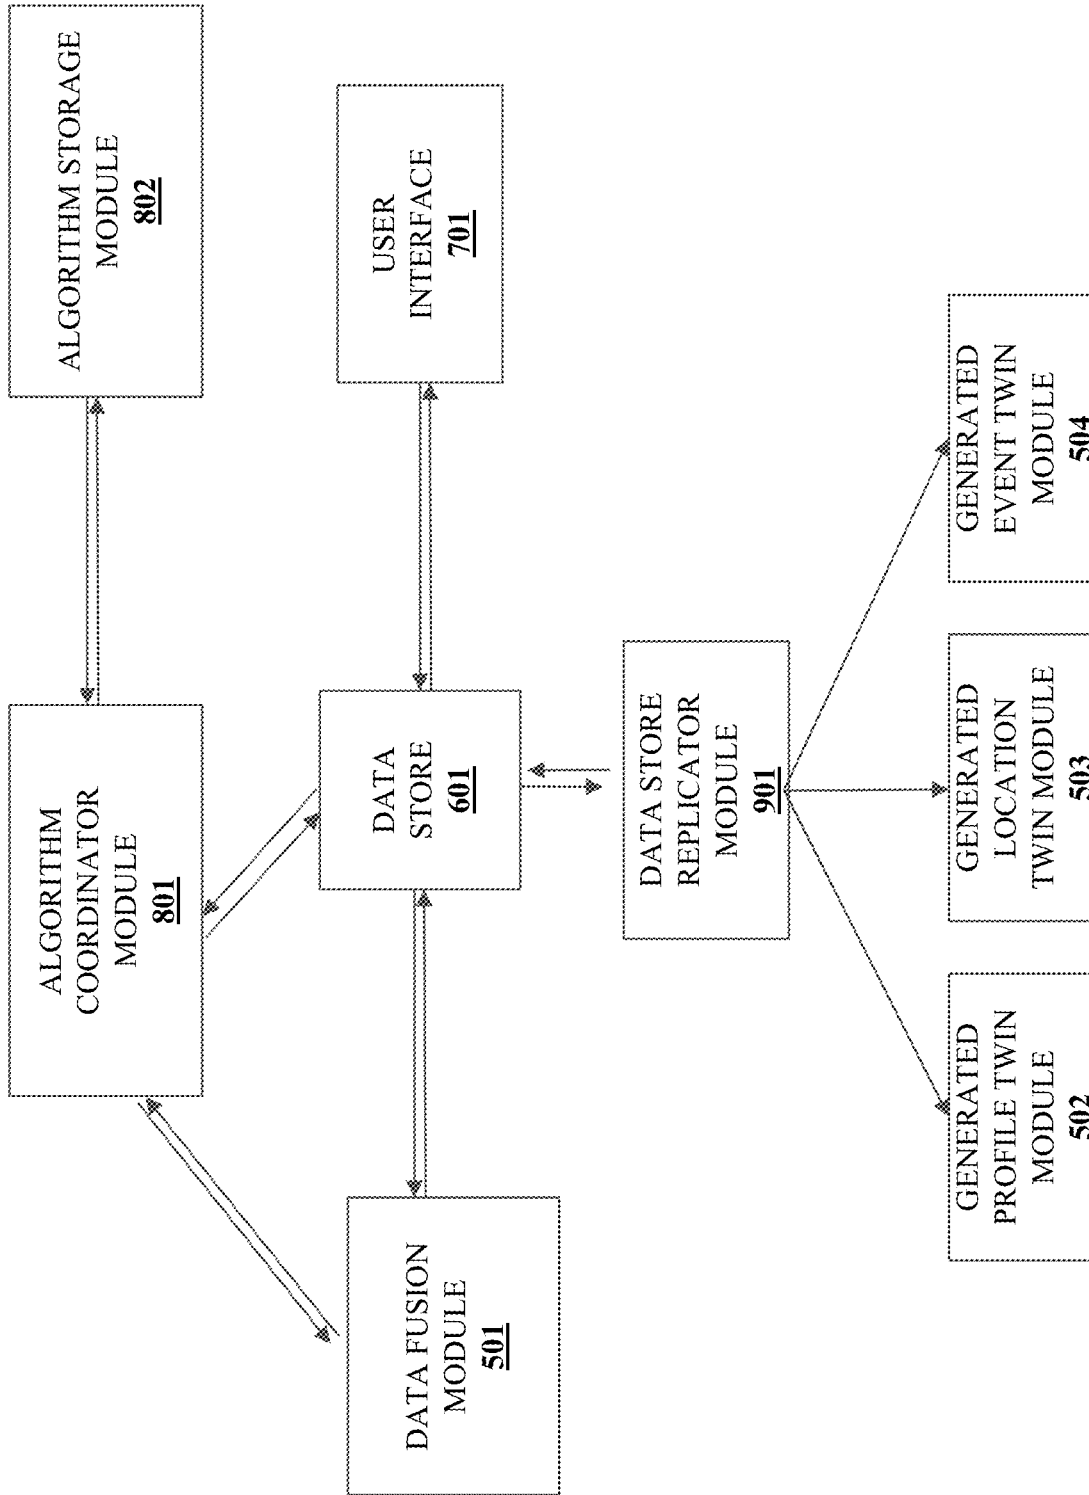 ALGORITHM
COORDINATOR
MODULE
801
ALGORITHM STORAGE
MODULE
802
DATA FUSION
MODULE
501
DATA
STORE
601
USER
INTERFACE
701
DATA STORE
REPLICATOR
MODULE
901
GENERATED
PROFILE TWIN
MODULE
502
GENERATED
LOCATION
TWIN MODULE
503
GENERATED
EVENT TWIN
MODULE
504